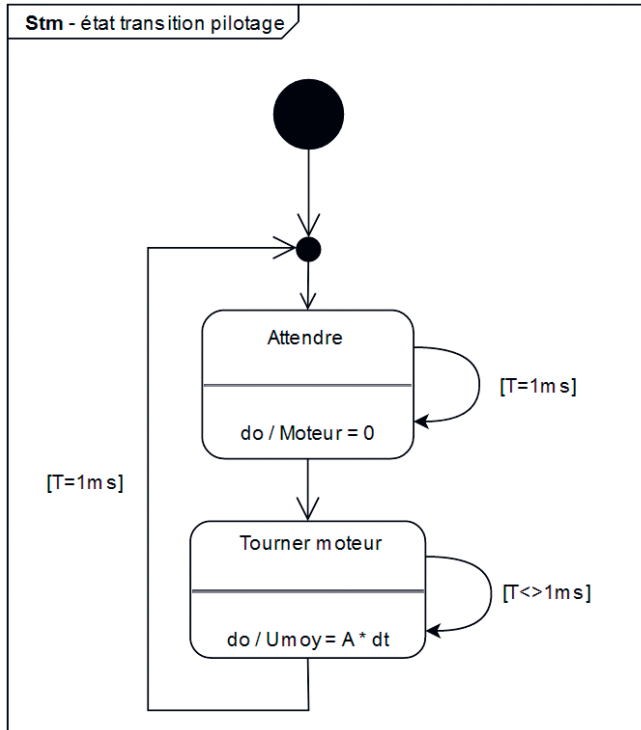 Stm - état transition pilotage
Attendre
do / Moteur = 0
[T=1ms]
[T=1ms]
Tourner moteur
do / Umoy = A * dt
[T<>1ms]